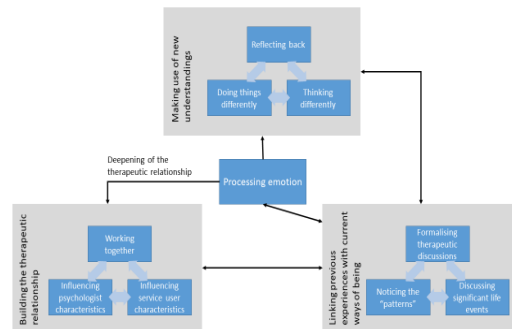 Making use of new
understandings
Reflecting back
Doing things
differently
Thinking
differently
Deepening of the
therapeutic relationship
Processing emotion
Building the therapeutic
relationship
Working
together
Influencing
psychologist
characteristics
Influencing
service user
characteristics
Linking previous
experiences with current
ways of being
Formalising
therapeutic
discussions
Noticing the
"patterns"
Discussing
significant life
events